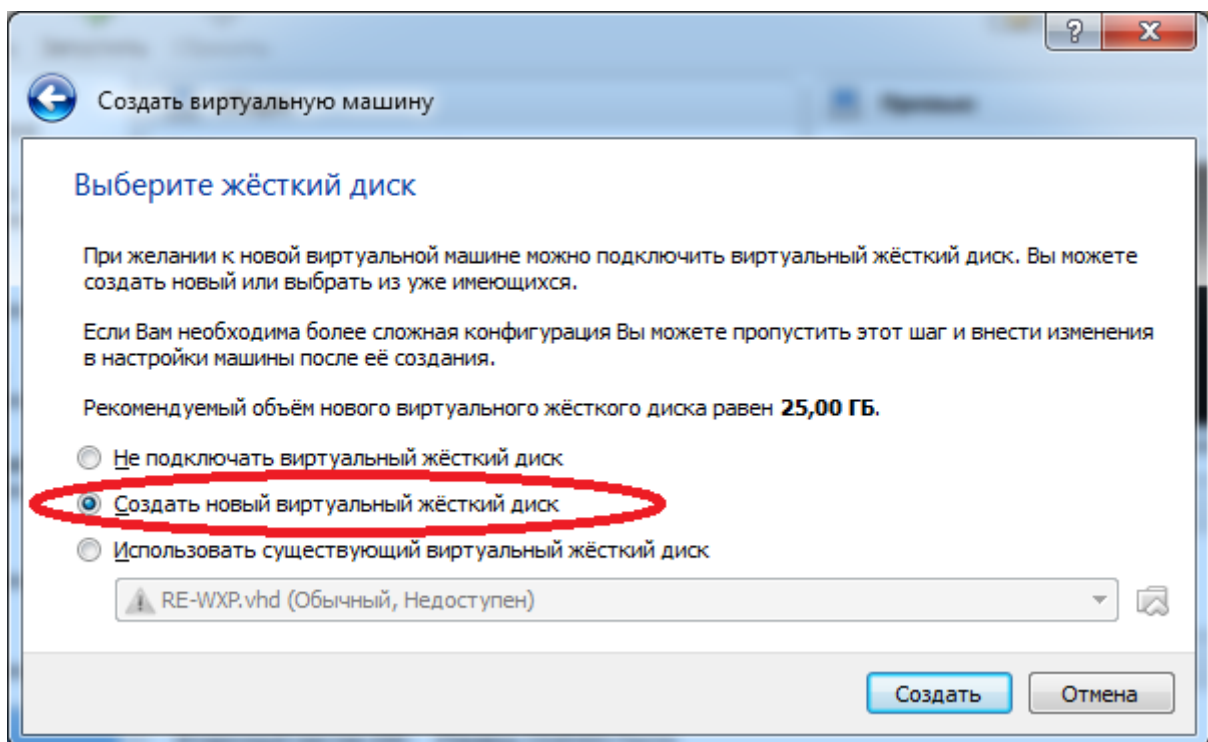 Создать виртуальную машину
Выберите жёсткий диск
При желании к новой виртуальной машине можно подключить виртуальный жёсткий диск. Вы можете
создать новый или выбрать из уже имеющихся.
Если Вам необходима более сложная конфигурация Вы можете пропустить этот шаг и внести изменения
в настройки машины после её создания.
Рекомендуемый объём нового виртуального жёсткого диска равен 25,00 ГБ.
Не подключать виртуальный жёсткий диск
Создать новый виртуальный жёсткий диск
Использовать существующий виртуальный жёсткий диск
RE-WXP.vhd (Обычный, Недоступен)
Создать Отмена